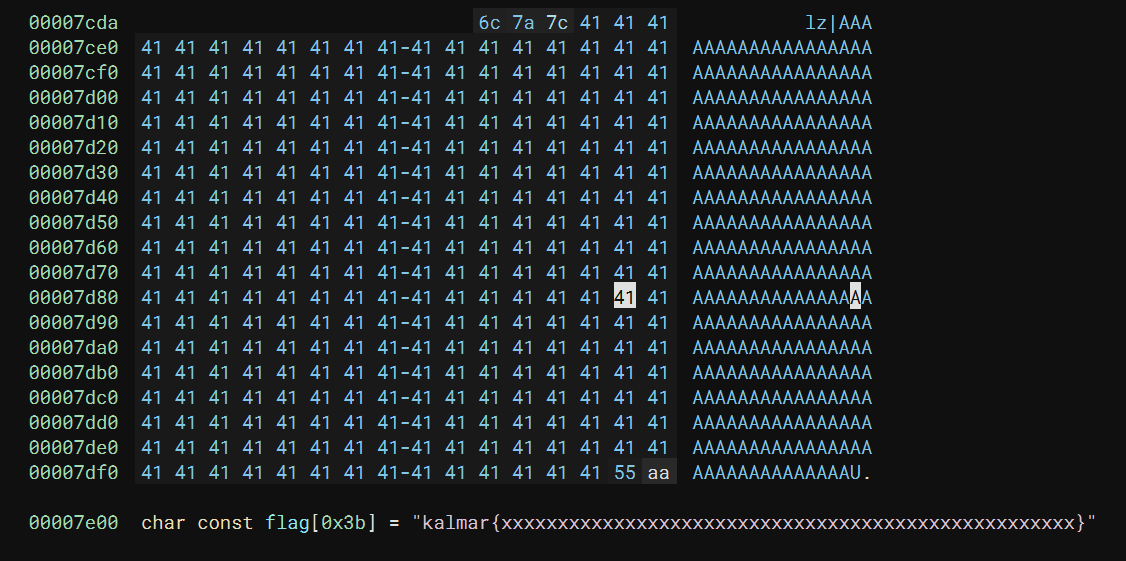 00007cda 6c 7a 7c 41 41 41 lz|AAA
00007ce0 41 41 41 41 41 41 41 41-41 41 41 41 41 41 41 41 AAAAAAAAAAAAAAAA
00007cf0 41 41 41 41 41 41 41 41-41 41 41 41 41 41 41 41 AAAAAAAAAAAAAAAA
00007d00 41 41 41 41 41 41 41 41-41 41 41 41 41 41 41 41 AAAAAAAAAAAAAAAA
00007d10 41 41 41 41 41 41 41 41-41 41 41 41 41 41 41 41 AAAAAAAAAAAAAAAA
00007d20 41 41 41 41 41 41 41 41-41 41 41 41 41 41 41 41 AAAAAAAAAAAAAAAA
00007d30 41 41 41 41 41 41 41 41-41 41 41 41 41 41 41 41 AAAAAAAAAAAAAAAA
00007d40 41 41 41 41 41 41 41 41-41 41 41 41 41 41 41 41 AAAAAAAAAAAAAAAA
00007d50 41 41 41 41 41 41 41 41-41 41 41 41 41 41 41 41 AAAAAAAAAAAAAAAA
00007d60 41 41 41 41 41 41 41 41-41 41 41 41 41 41 41 41 AAAAAAAAAAAAAAAA
00007d70 41 41 41 41 41 41 41 41-41 41 41 41 41 41 41 41 AAAAAAAAAAAAAAAA
00007d80 41 41 41 41 41 41 41 41-41 41 41 41 41 41 41 41 AAAAAAAAAAAAAAAA
00007d90 41 41 41 41 41 41 41 41-41 41 41 41 41 41 41 41 AAAAAAAAAAAAAAAA
00007da0 41 41 41 41 41 41 41 41-41 41 41 41 41 41 41 41 AAAAAAAAAAAAAAAA
00007db0 41 41 41 41 41 41 41 41-41 41 41 41 41 41 41 41 AAAAAAAAAAAAAAAA
00007dc0 41 41 41 41 41 41 41 41-41 41 41 41 41 41 41 41 AAAAAAAAAAAAAAAA
00007dd0 41 41 41 41 41 41 41 41-41 41 41 41 41 41 41 41 AAAAAAAAAAAAAAAA
00007de0 41 41 41 41 41 41 41 41-41 41 41 41 41 41 41 41 AAAAAAAAAAAAAAAA
00007df0 41 41 41 41 41 41 41 41-41 41 41 41 41 41 55 aa AAAAAAAAAAAAAAU.
00007e00 char const flag[0x3b] = "kalmar{xxxxxxxxxxxxxxxxxxxxxxxxxxxxxxxxxxxxxxxxxxxxxxxxxxx}"